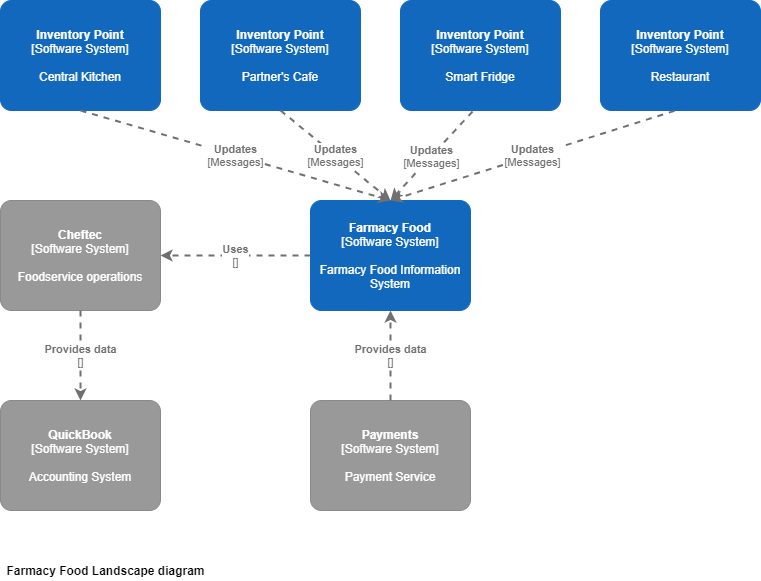 Inventory Point
[Software System]
Central Kitchen
Inventory Point
[Software System]
Partner's Cafe
Inventory Point
[Software System]
Smart Fridge
Inventory Point
[Software System]
Restaurant
Updates
[Messages]
Updates
[Messages]
Updates
[Messages]
Updates
[Messages]
Cheftec
[Software System]
Foodservice operations
Uses
[]
Farmacy Food
[Software System]
Farmacy Food Information
System
Provides data
[]
Provides data
[]
QuickBook
[Software System]
Accounting System
Payments
[Software System]
Payment Service
Farmacy Food Landscape diagram